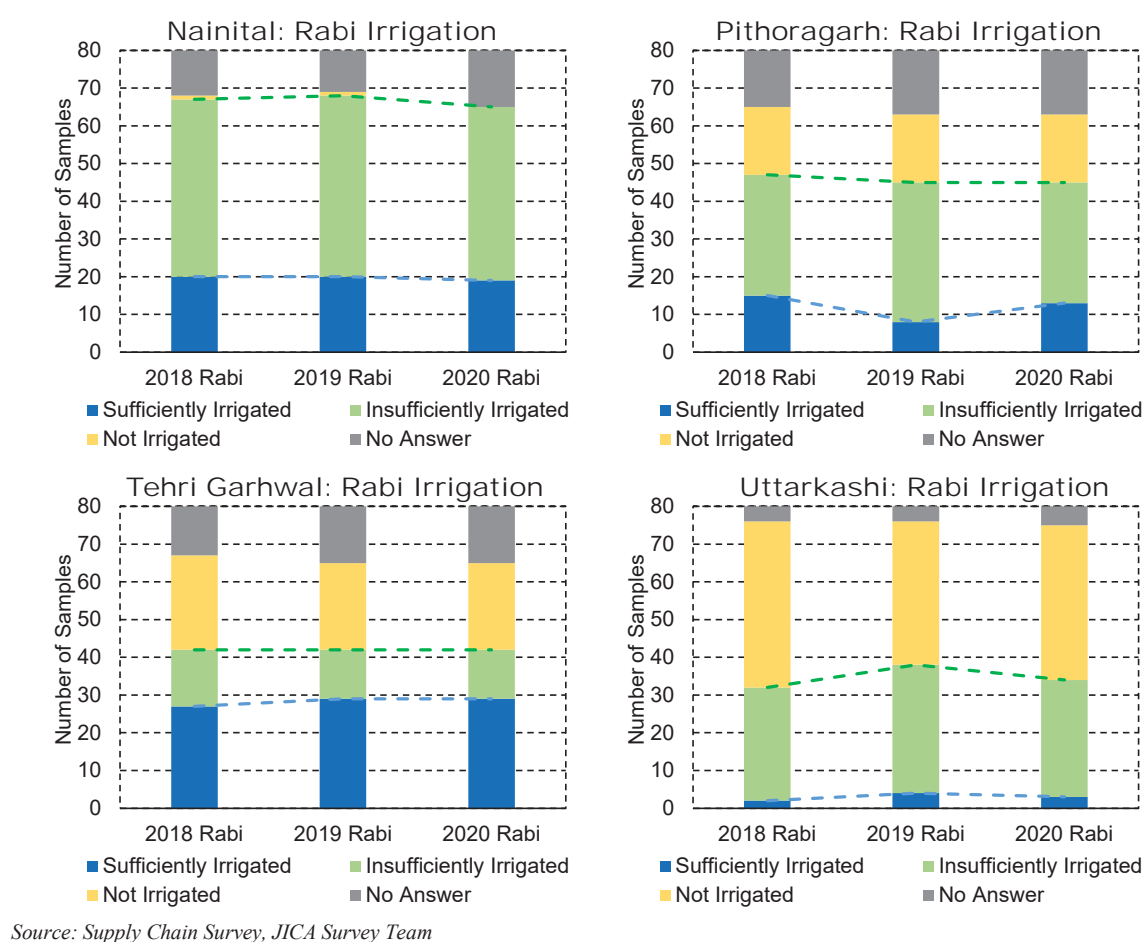 Nainital: Rabi Irrigation
80
70
60
50
40
30
20
10
0
Number of Samples
2018 Rabi 2019 Rabi 2020 Rabi
Sufficiently Irrigated Insufficiently Irrigated
Not Irrigated No Answer
Pithoragarh: Rabi Irrigation
80
70
60
50
40
30
20
10
0
Number of Samples
2018 Rabi 2019 Rabi 2020 Rabi
Sufficiently Irrigated Insufficiently Irrigated
Not Irrigated No Answer
Tehri Garhwal: Rabi Irrigation
80
70
60
50
40
30
20
10
0
Number of Samples
2018 Rabi 2019 Rabi 2020 Rabi
Sufficiently Irrigated Insufficiently Irrigated
Not Irrigated No Answer
Uttarkashi: Rabi Irrigation
80
70
60
50
40
30
20
10
0
Number of Samples
2018 Rabi 2019 Rabi 2020 Rabi
Sufficiently Irrigated Insufficiently Irrigated
Not Irrigated No Answer
Source: Supply Chain Survey, JICA Survey Team